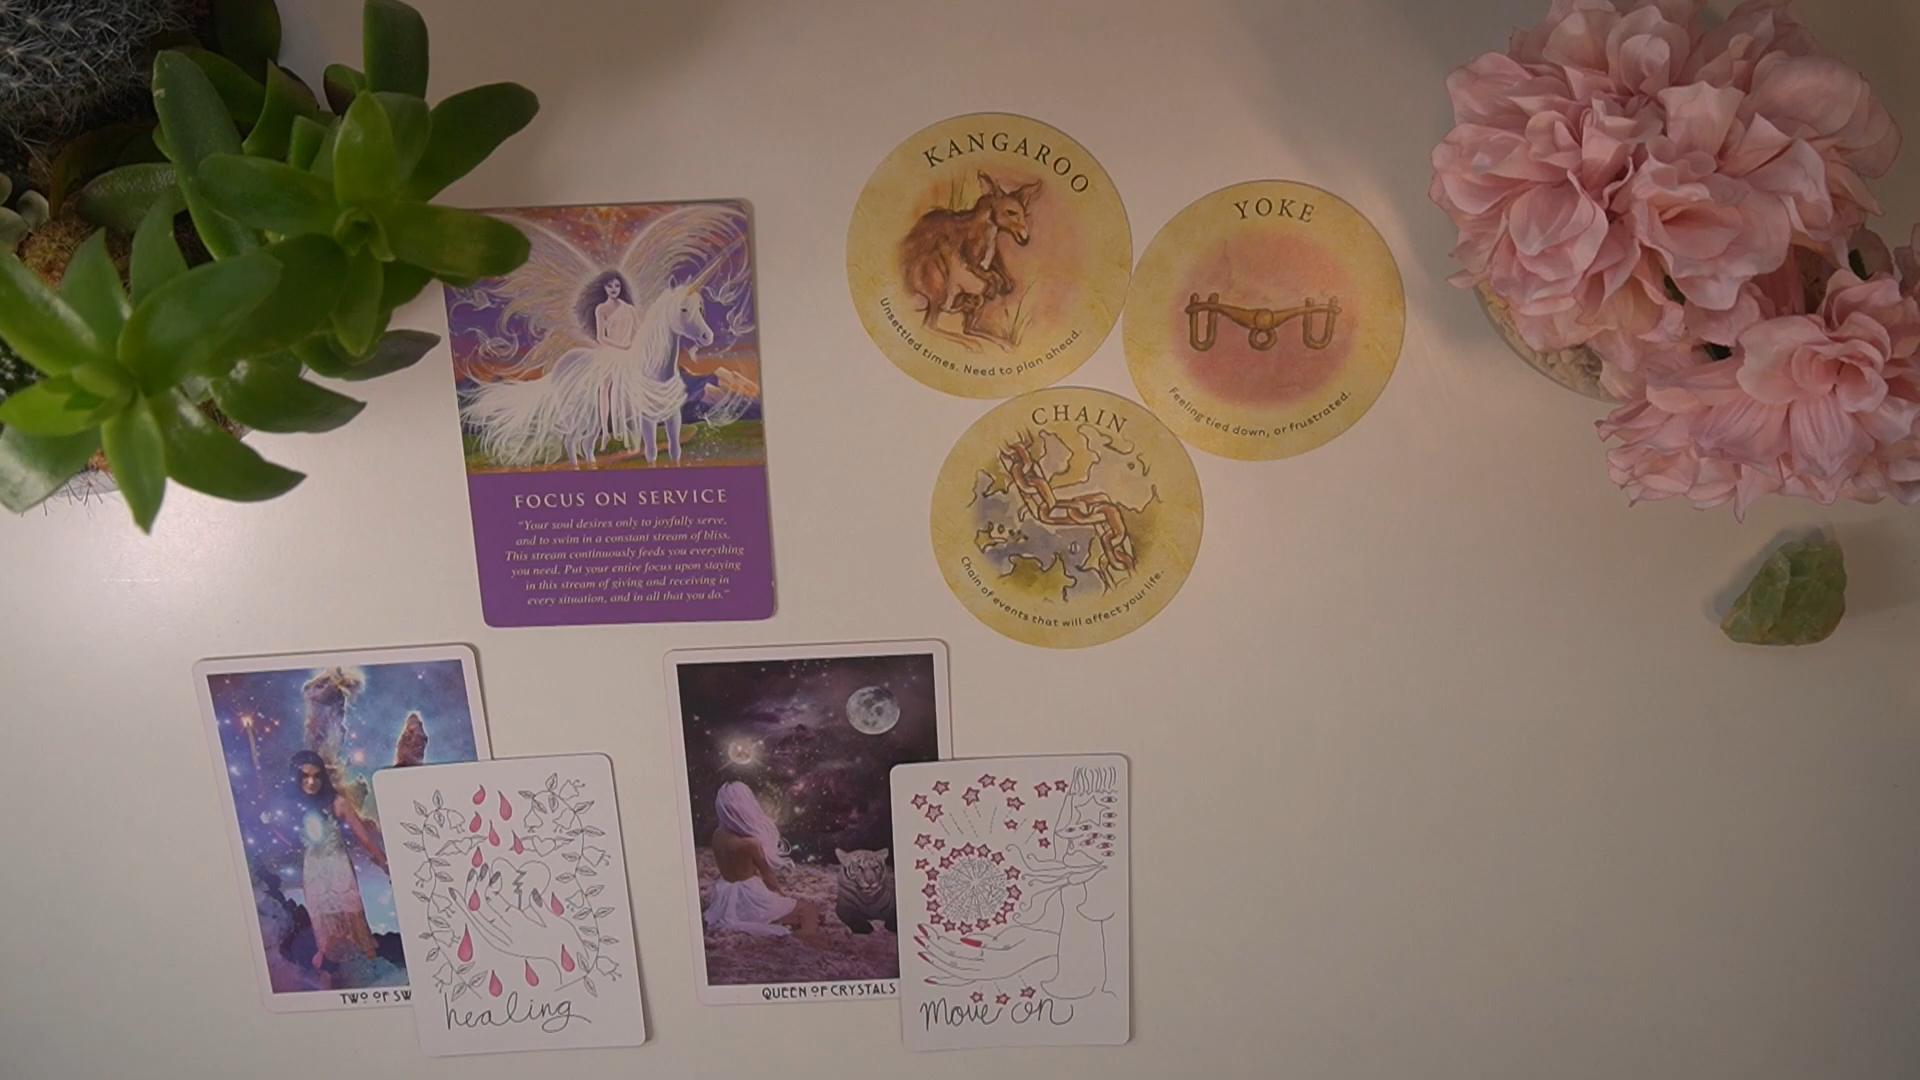 KANGAROO
Unsettled times. Need to plan ahead.
YOKE
Feeling tied down, or frustrated.
CHAIN
Chain of events that will affect your life.
FOCUS ON SERVICE
"Your soul desires only to joyfully serve,
and to swim in a constant stream of bliss.
This stream continuously feeds you everything
you need. Put your entire focus upon staying
in this stream of giving and receiving in
every situation, and in all that you do."
TWO OF SW
healing
QUEEN OF CRYSTALS
Move on